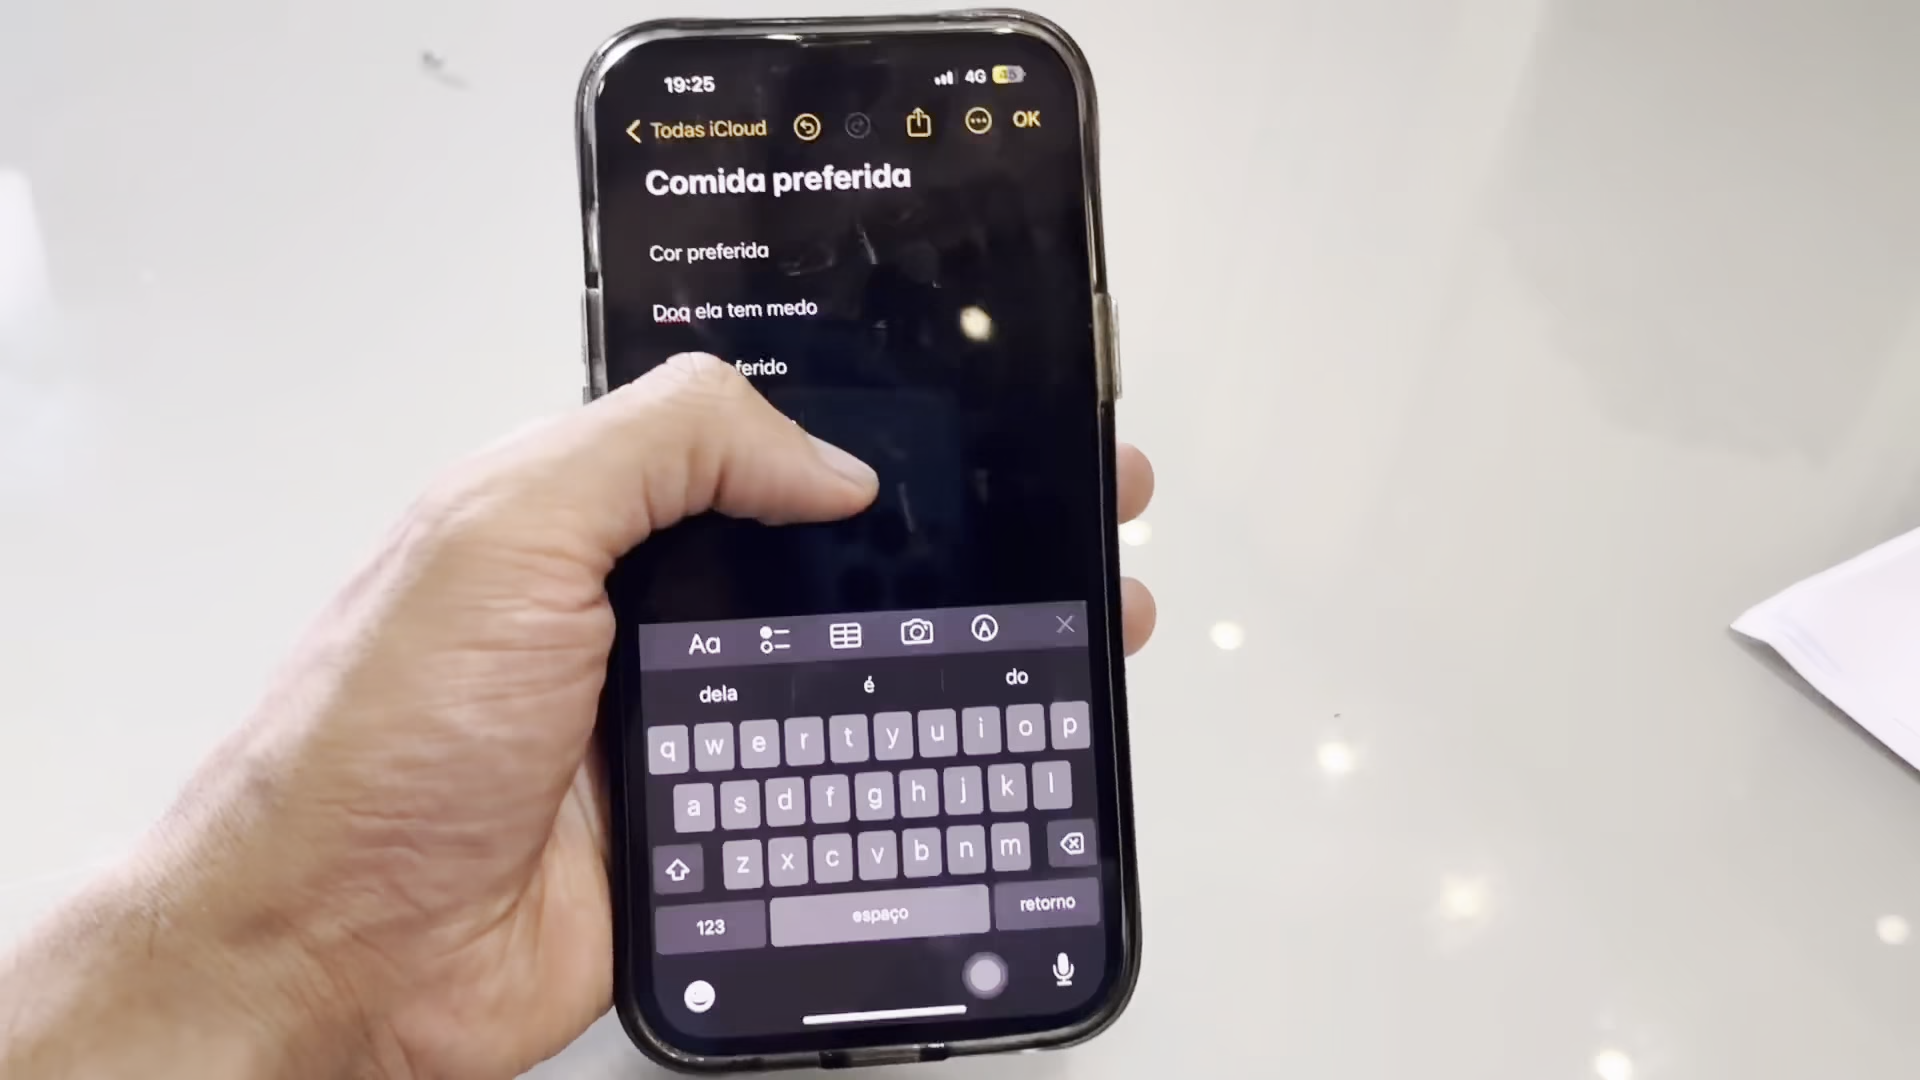 19:25 4G 45
Todas iCloud OK
Comida preferida
Cor preferida
Doq ela tem medo
ferido
Aa
dela é do
q w e r t y u i o p
a s d f g h j k l
z x c v b n m
123 espaço retorno